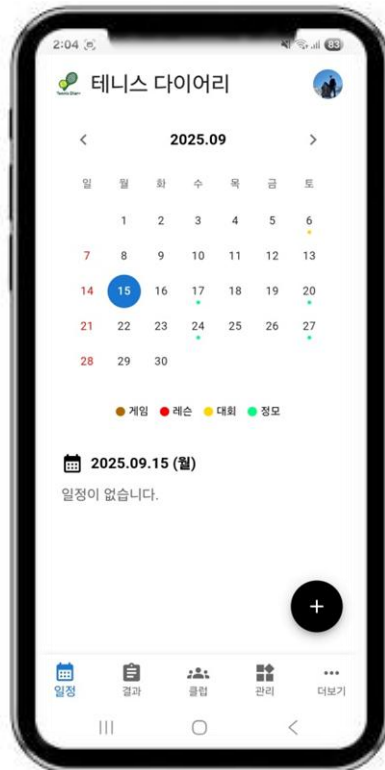 2:04
83
테니스 다이어리
2025.09
일 월 화 수 목 금 토
1 2 3 4 5 6
7 8 9 10 11 12 13
14 15 16 17 18 19 20
21 22 23 24 25 26 27
28 29 30
게임 레슨 대회 정모
2025.09.15 (월)
일정이 없습니다.
일정 결과 클럽 관리 더보기